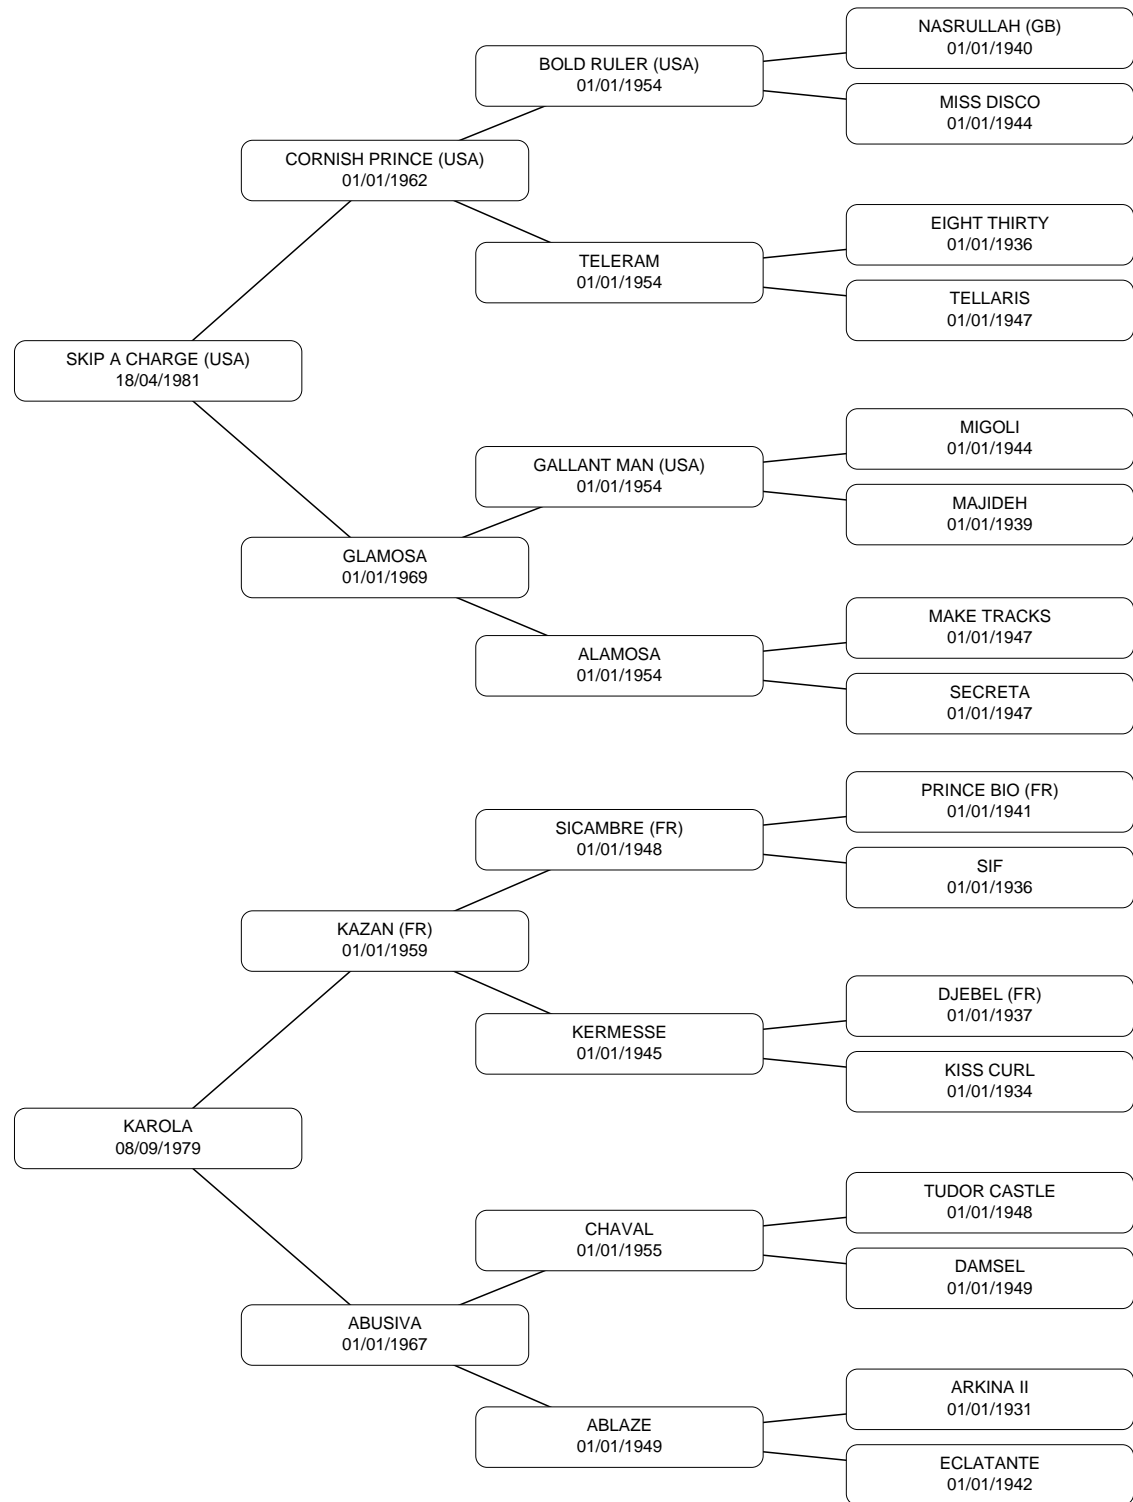 NASRULLAH (GB)
01/01/1940
BOLD RULER (USA)
01/01/1954
MISS DISCO
01/01/1944
CORNISH PRINCE (USA)
01/01/1962
EIGHT THIRTY
01/01/1936
TELERAM
01/01/1954
TELLARIS
01/01/1947
SKIP A CHARGE (USA)
18/04/1981
MIGOLI
01/01/1944
GALLANT MAN (USA)
01/01/1954
MAJIDEH
01/01/1939
GLAMOSA
01/01/1969
MAKE TRACKS
01/01/1947
ALAMOSA
01/01/1954
SECRETA
01/01/1947
PRINCE BIO (FR)
01/01/1941
SICAMBRE (FR)
01/01/1948
SIF
01/01/1936
KAZAN (FR)
01/01/1959
DJEBEL (FR)
01/01/1937
KERMESSE
01/01/1945
KISS CURL
01/01/1934
KAROLA
08/09/1979
TUDOR CASTLE
01/01/1948
CHAVAL
01/01/1955
DAMSEL
01/01/1949
ABUSIVA
01/01/1967
ARKINA II
01/01/1931
ABLAZE
01/01/1949
ECLATANTE
01/01/1942